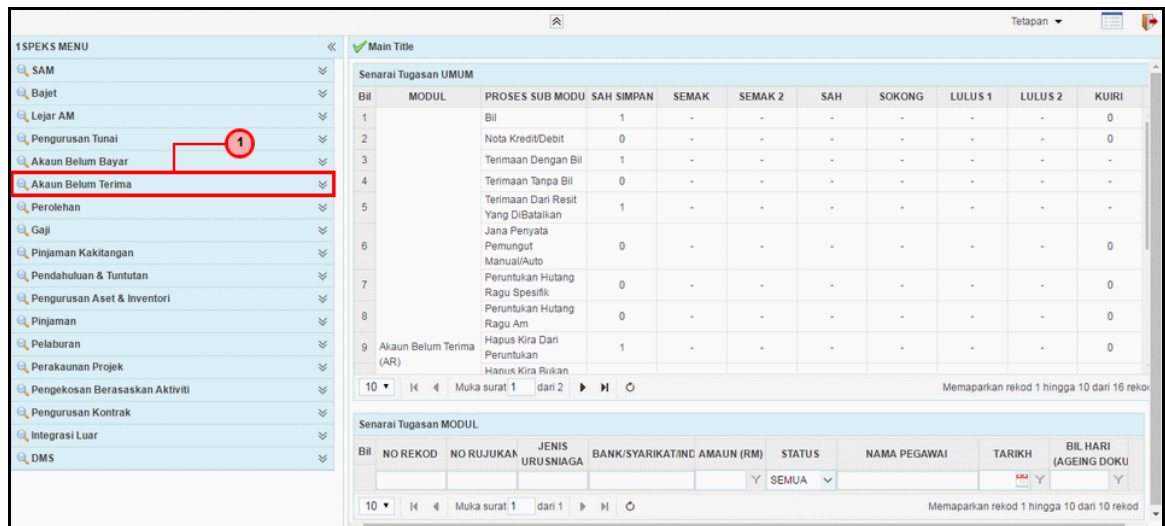 Tetapan
1SPEKS MENU
SAM
Bajet
Lejar AM
Pengurusan Tunai
1
Akaun Belum Bayar
Akaun Belum Terima
Perolehan
Gaji
Pinjaman Kakitangan
Pendahuluan & Tuntutan
Pengurusan Aset & Inventori
Pinjaman
Pelaburan
Perakaunan Projek
Pengekosan Berasaskan Aktiviti
Pengurusan Kontrak
Integrasi Luar
DMS
Main Title
Senarai Tugasan UMUM
Bil MODUL PROSES SUB MODU SAH SIMPAN SEMAK SEMAK 2 SAH SOKONG LULUS 1 LULUS 2 KUIRI
1 Bil 1 - - - - - - 0
2 Nota Kredit/Debit 0 - - - - - - 0
3 Terimaan Dengan Bil 1 - - - - - - -
4 Terimaan Tanpa Bil 0 - - - - - - -
Terimaan Dari Resit
5 1 - - - - - - -
Yang DiBatalkan
Jana Penyata
6 Pemungut 0 - - - - - - 0
Manual/Auto
Peruntukan Hutang
7 0 - - - - - - 0
Ragu Spesifik
Peruntukan Hutang
8 0 - - - - - - 0
Ragu Am
Hapus Kira Dari
9 Akaun Belum Terima 1 - - - - - - 0
(AR) Peruntukan
Hapus Kira Bukan
10 Muka surat 1 dari 2 Memaparkan rekod 1 hingga 10 dari 16 reko
Senarai Tugasan MODUL
Bil NO REKOD NO RUJUKAN JENIS URUSNIAGA BANK/SYARIKAT/IND AMAUN (RM) STATUS NAMA PEGAWAI TARIKH BIL HARI (AGEING DOKU
SEMUA
10 Muka surat 1 dari 1 Memaparkan rekod 1 hingga 10 dari 10 rekod